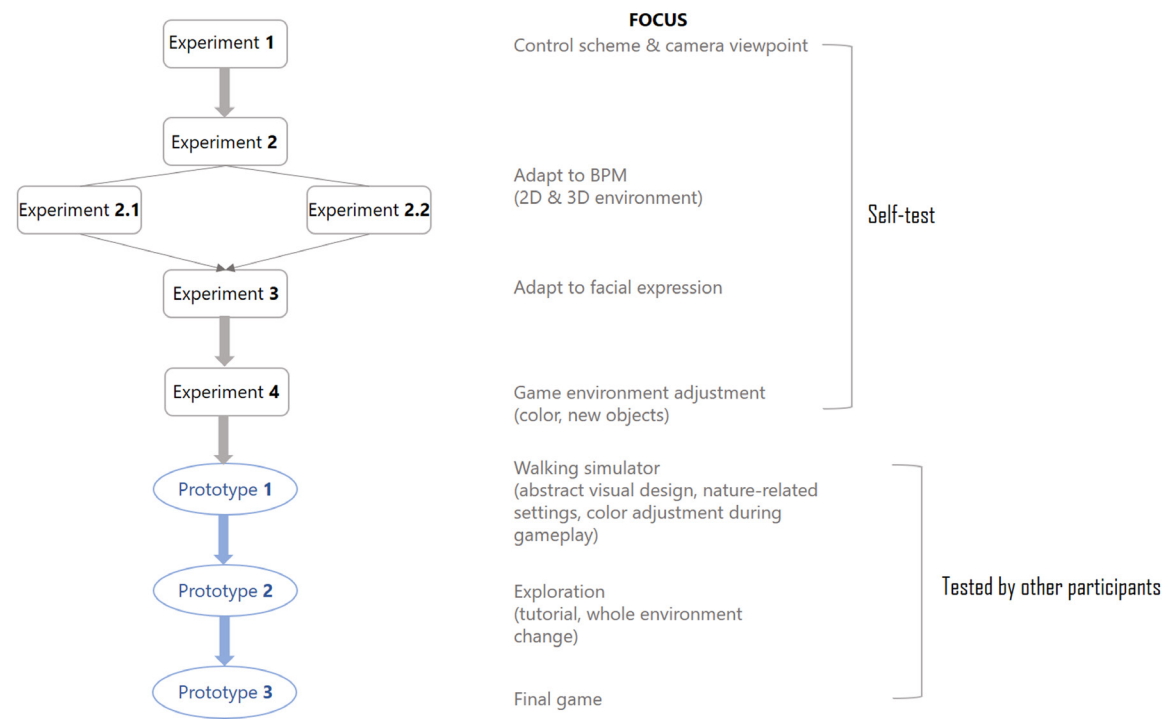 FOCUS
Experiment 1
Control scheme & camera viewpoint
Experiment 2
Adapt to BPM
(2D & 3D environment)
Experiment 2.1
Experiment 2.2
Self-test
Experiment 3
Adapt to facial expression
Experiment 4
Game environment adjustment
(color, new objects)
Prototype 1
Walking simulator
(abstract visual design, nature-related
settings, color adjustment during
gameplay)
Prototype 2
Exploration
(tutorial, whole environment
change)
Tested by other participants
Prototype 3
Final game